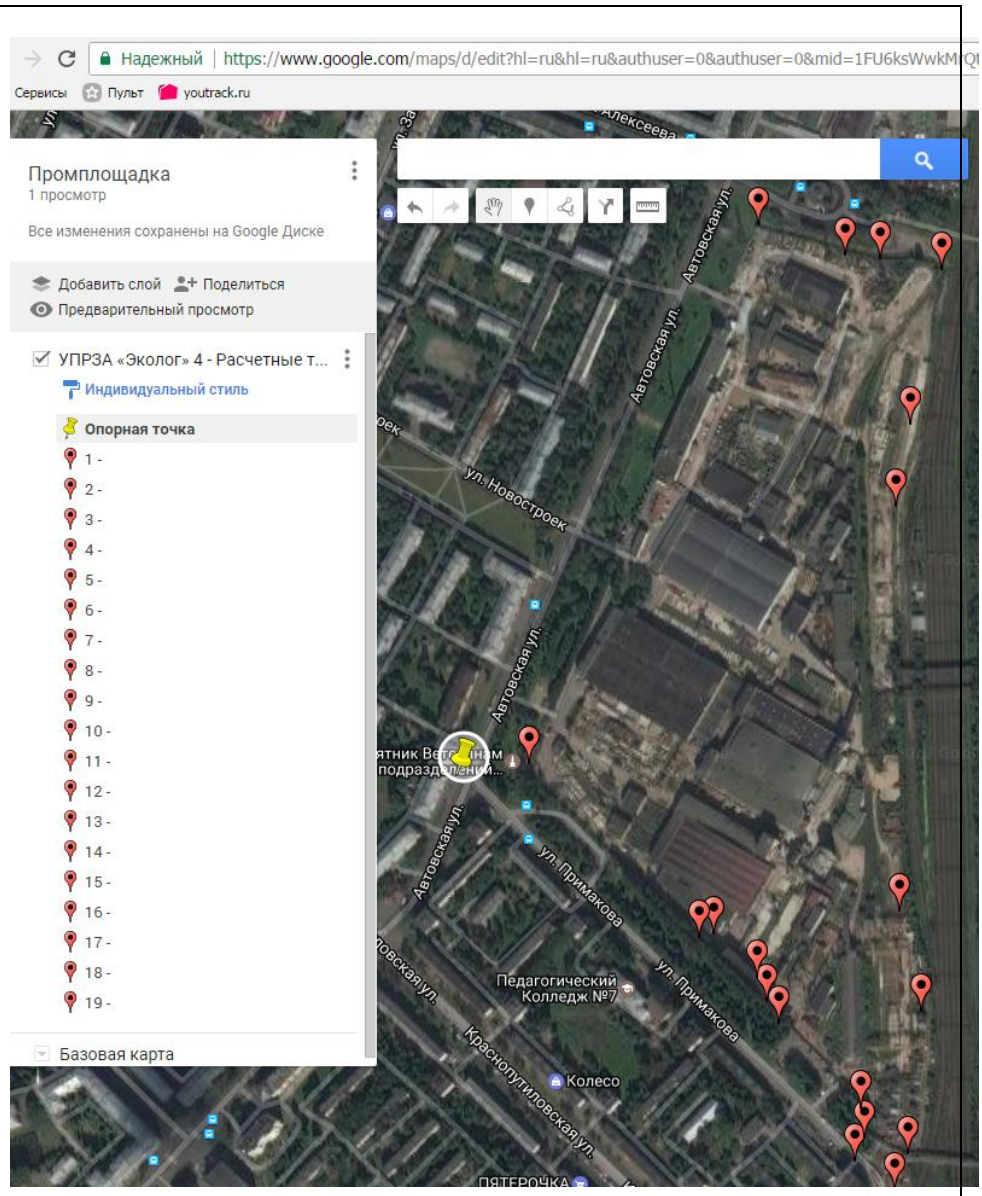 Надежный | https://www.google.com/maps/d/edit?hl=ru&hl=ru&authuser=0&authuser=0&mid=1FU6ksWwkMrQt
Сервисы Пульт youtrack.ru
Алексеева
Промплощадка
1 просмотр
Все изменения сохранены на Google Диске
Добавить слой Поделиться
Предварительный просмотр
УПРЗА «Эколог» 4 - Расчетные т...
Индивидуальный стиль
Опорная точка
1 -
2 -
3 -
4 -
5 -
6 -
7 -
8 -
9 -
10 -
11 -
12 -
13 -
14 -
15 -
16 -
17 -
18 -
19 -
Базовая карта
Автовская ул.
Автовская ул.
ул. Новостроек
Автовская ул.
подразделений...
Автовская ул.
ул. Примакова
Педагогический
Колледж №7
ул. Примакова
Краснопутиловская ул.
Колесо
ПЯТЕРОЧКА